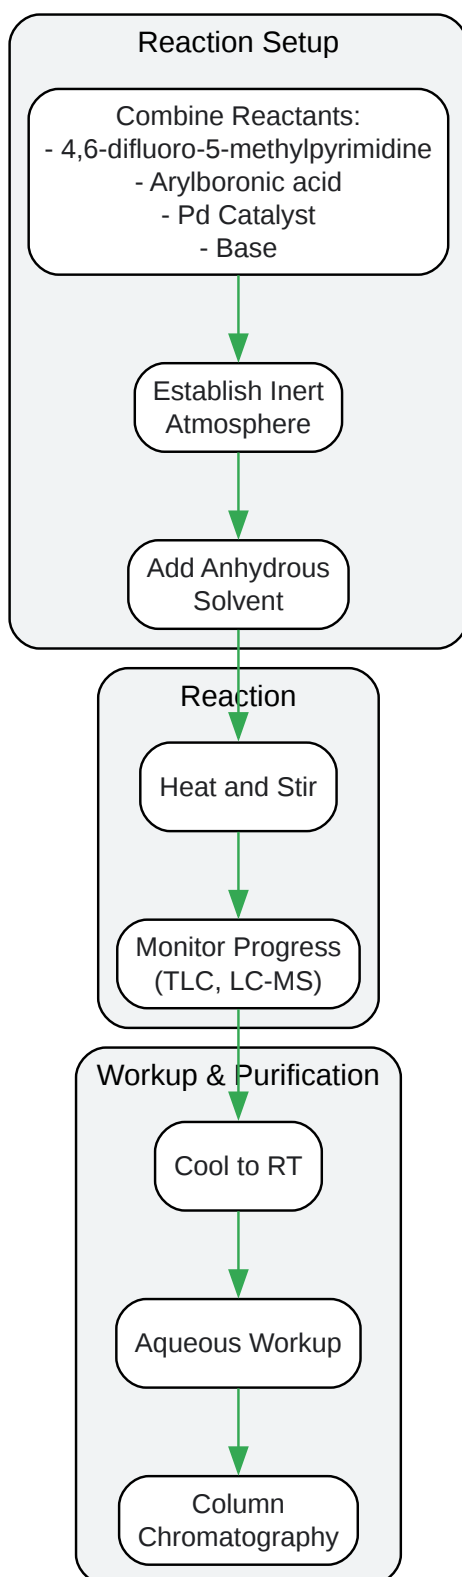 Reaction Setup
Combine Reactants:
- 4,6-difluoro-5-methylpyrimidine
- Arylboronic acid
- Pd Catalyst
- Base
Establish Inert
Atmosphere
Add Anhydrous
Solvent
Reaction
Heat and Stir
Monitor Progress
(TLC, LC-MS)
Workup & Purification
Cool to RT
Aqueous Workup
Column
Chromatography